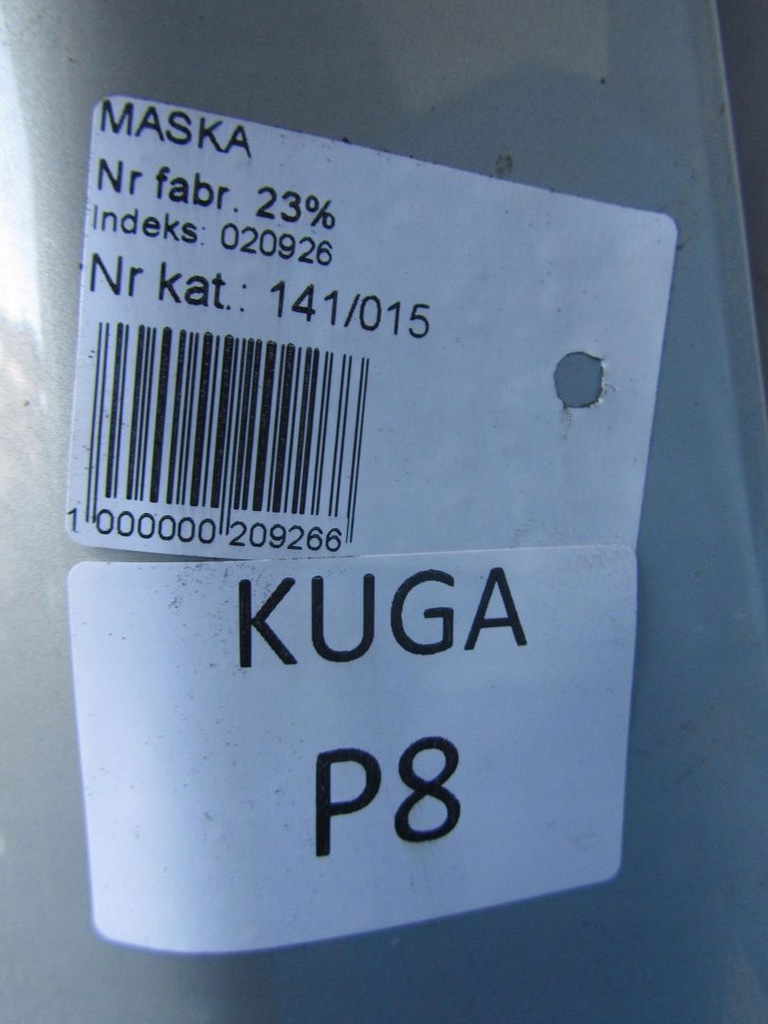 MASKA
Nr fabr. 23%
Indeks: 020926
Nr kat.: 141/015
1 000000 209266
KUGA
P8